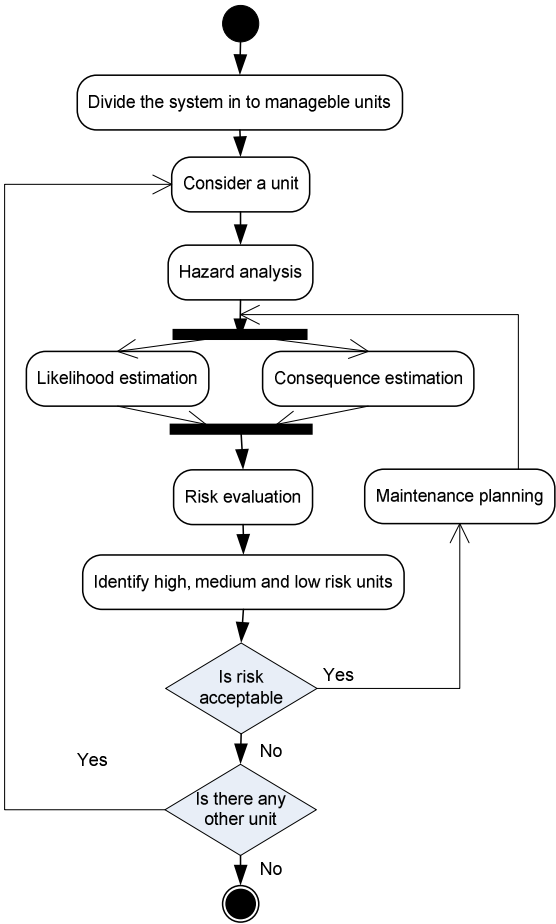 Divide the system in to manageble units
Consider a unit
Hazard analysis
Likelihood estimation
Consequence estimation
Risk evaluation
Maintenance planning
Identify high, medium and low risk units
Is risk
acceptable
Yes
No
Yes
Is there any
other unit
No